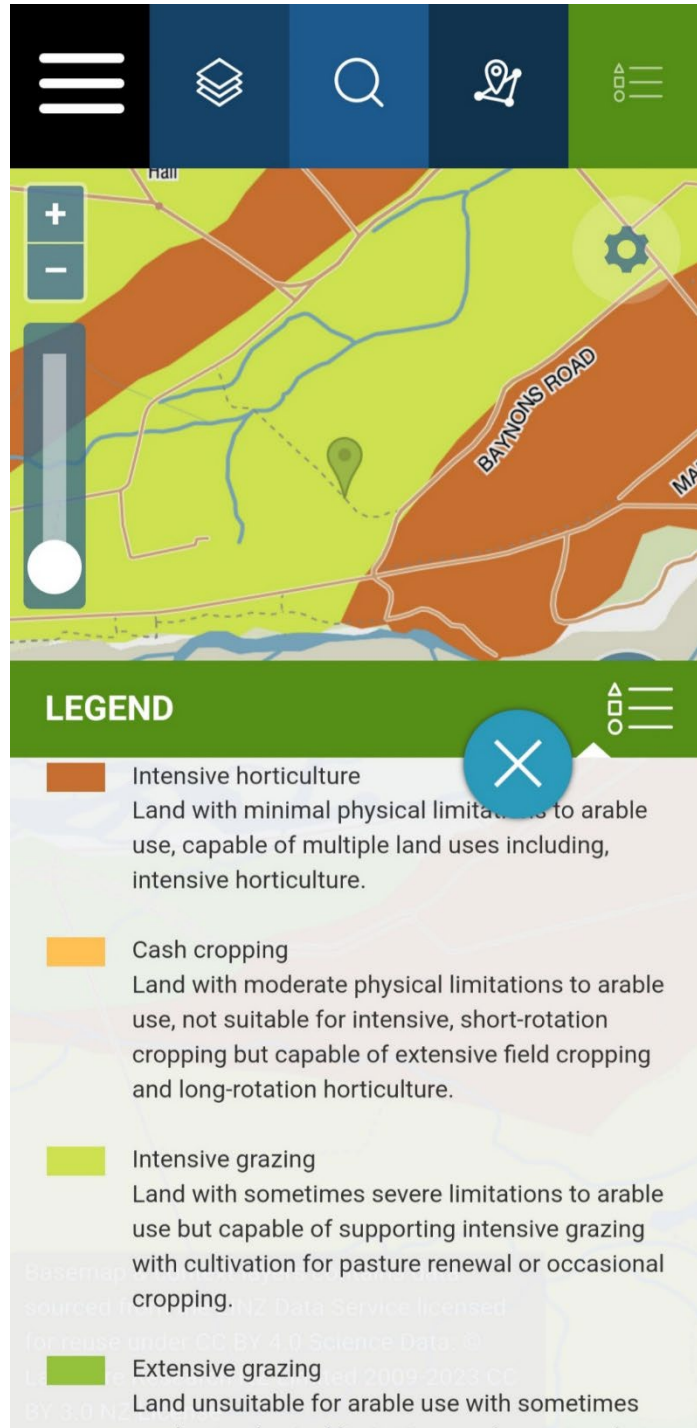 Hall
+
−
BAYNONS ROAD
MA
LEGEND
Intensive horticulture
Land with minimal physical limitations to arable
use, capable of multiple land uses including,
intensive horticulture.
Cash cropping
Land with moderate physical limitations to arable
use, not suitable for intensive, short-rotation
cropping but capable of extensive field cropping
and long-rotation horticulture.
Intensive grazing
Land with sometimes severe limitations to arable
use but capable of supporting intensive grazing
with cultivation for pasture renewal or occasional
cropping.
Extensive grazing
Land unsuitable for arable use with sometimes